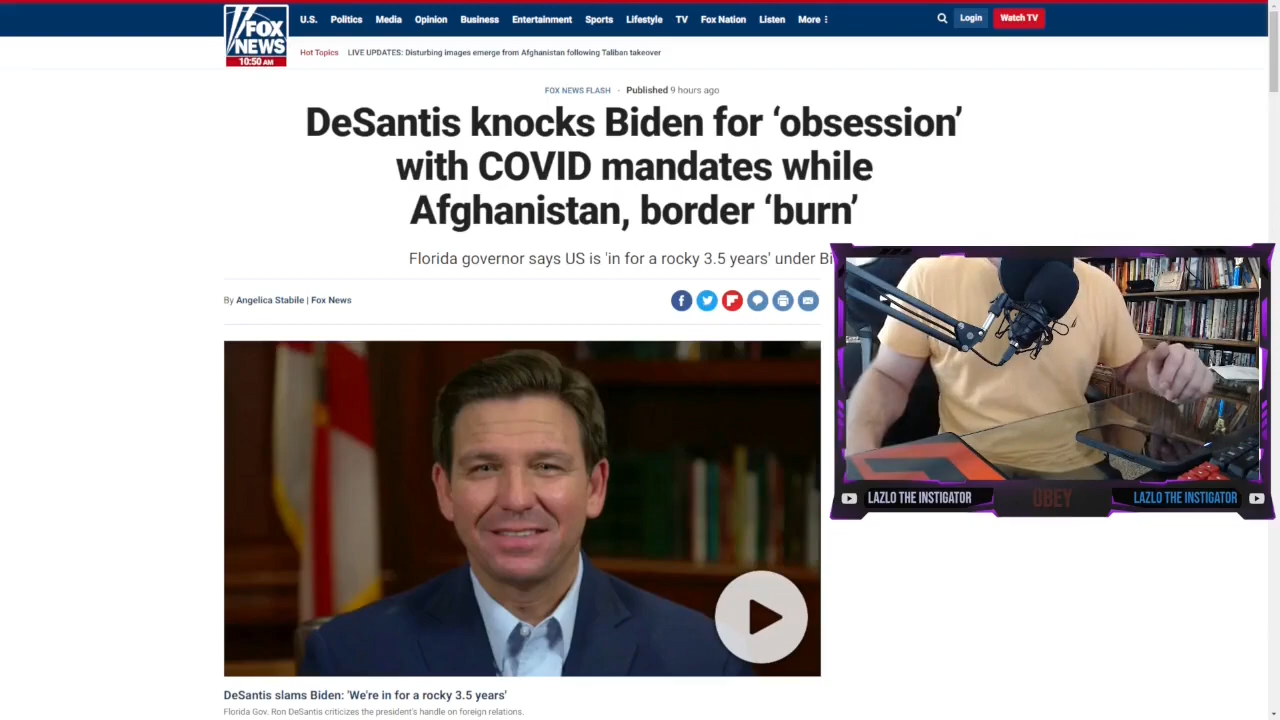 U.S. Politics Media Opinion Business Entertainment Sports Lifestyle TV Fox Nation Listen More Login Watch TV
FOX
NEWS
10:50 AM
Hot Topics LIVE UPDATES: Disturbing images emerge from Afghanistan following Taliban takeover
FOX NEWS FLASH · Published 9 hours ago
DeSantis knocks Biden for ‘obsession’
with COVID mandates while
Afghanistan, border ‘burn’
Florida governor says US is 'in for a rocky 3.5 years' under Bi
By Angelica Stabile | Fox News
LAZLO THE INSTIGATOR OBEY LAZLO THE INSTIGATOR
DeSantis slams Biden: 'We're in for a rocky 3.5 years'
Florida Gov. Ron DeSantis criticizes the president's handle on foreign relations.